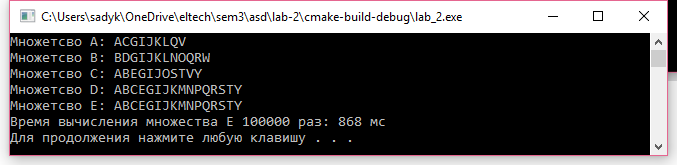 C:\Users\sadyk\OneDrive\eltech\sem3\asd\lab-2\cmake-build-debug\lab_2.exe
Множетсво A: ACGIJKLQV
Множетсво B: BDGIJKLNOQRW
Множетсво C: ABEGIJOSTVY
Множетсво D: ABCEGIJKMNPQRSTY
Множетсво E: ABCEGIJKMNPQRSTY
Время вычисления множества E 100000 раз: 868 мс
Для продолжения нажмите любую клавишу . . .